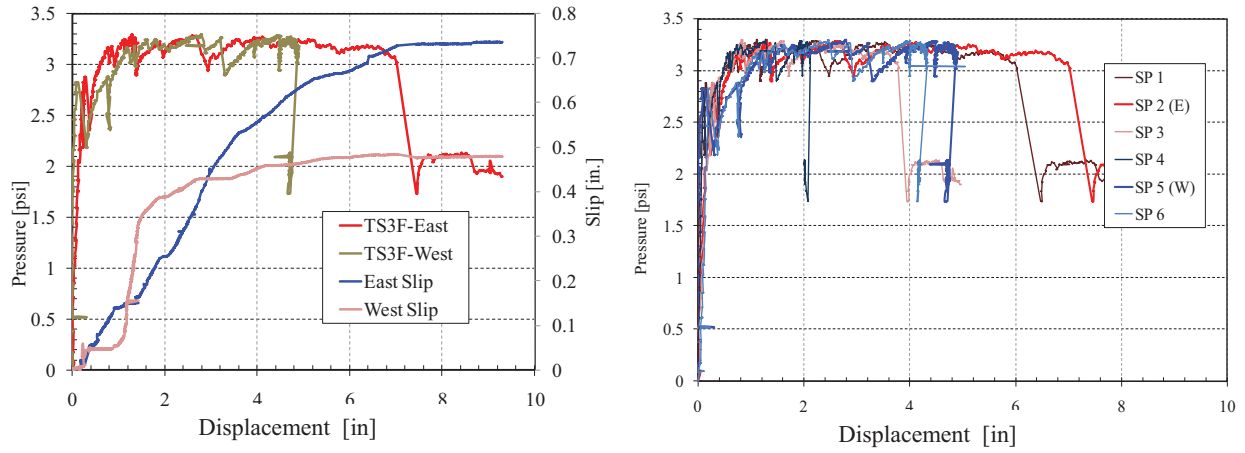 3.5
3
2.5
2
1.5
1
0.5
0
Pressure [psi]
0.8
0.7
0.6
0.5
0.4
0.3
0.2
0.1
0
Slip [in.]
TS3F-East
TS3F-West
East Slip
West Slip
0 2 4 6 8 10
Displacement [in]
3.5
3
2.5
2
1.5
1
0.5
0
Pressure [psi]
SP 1
SP 2 (E)
SP 3
SP 4
SP 5 (W)
SP 6
0 2 4 6 8 10
Displacement [in]